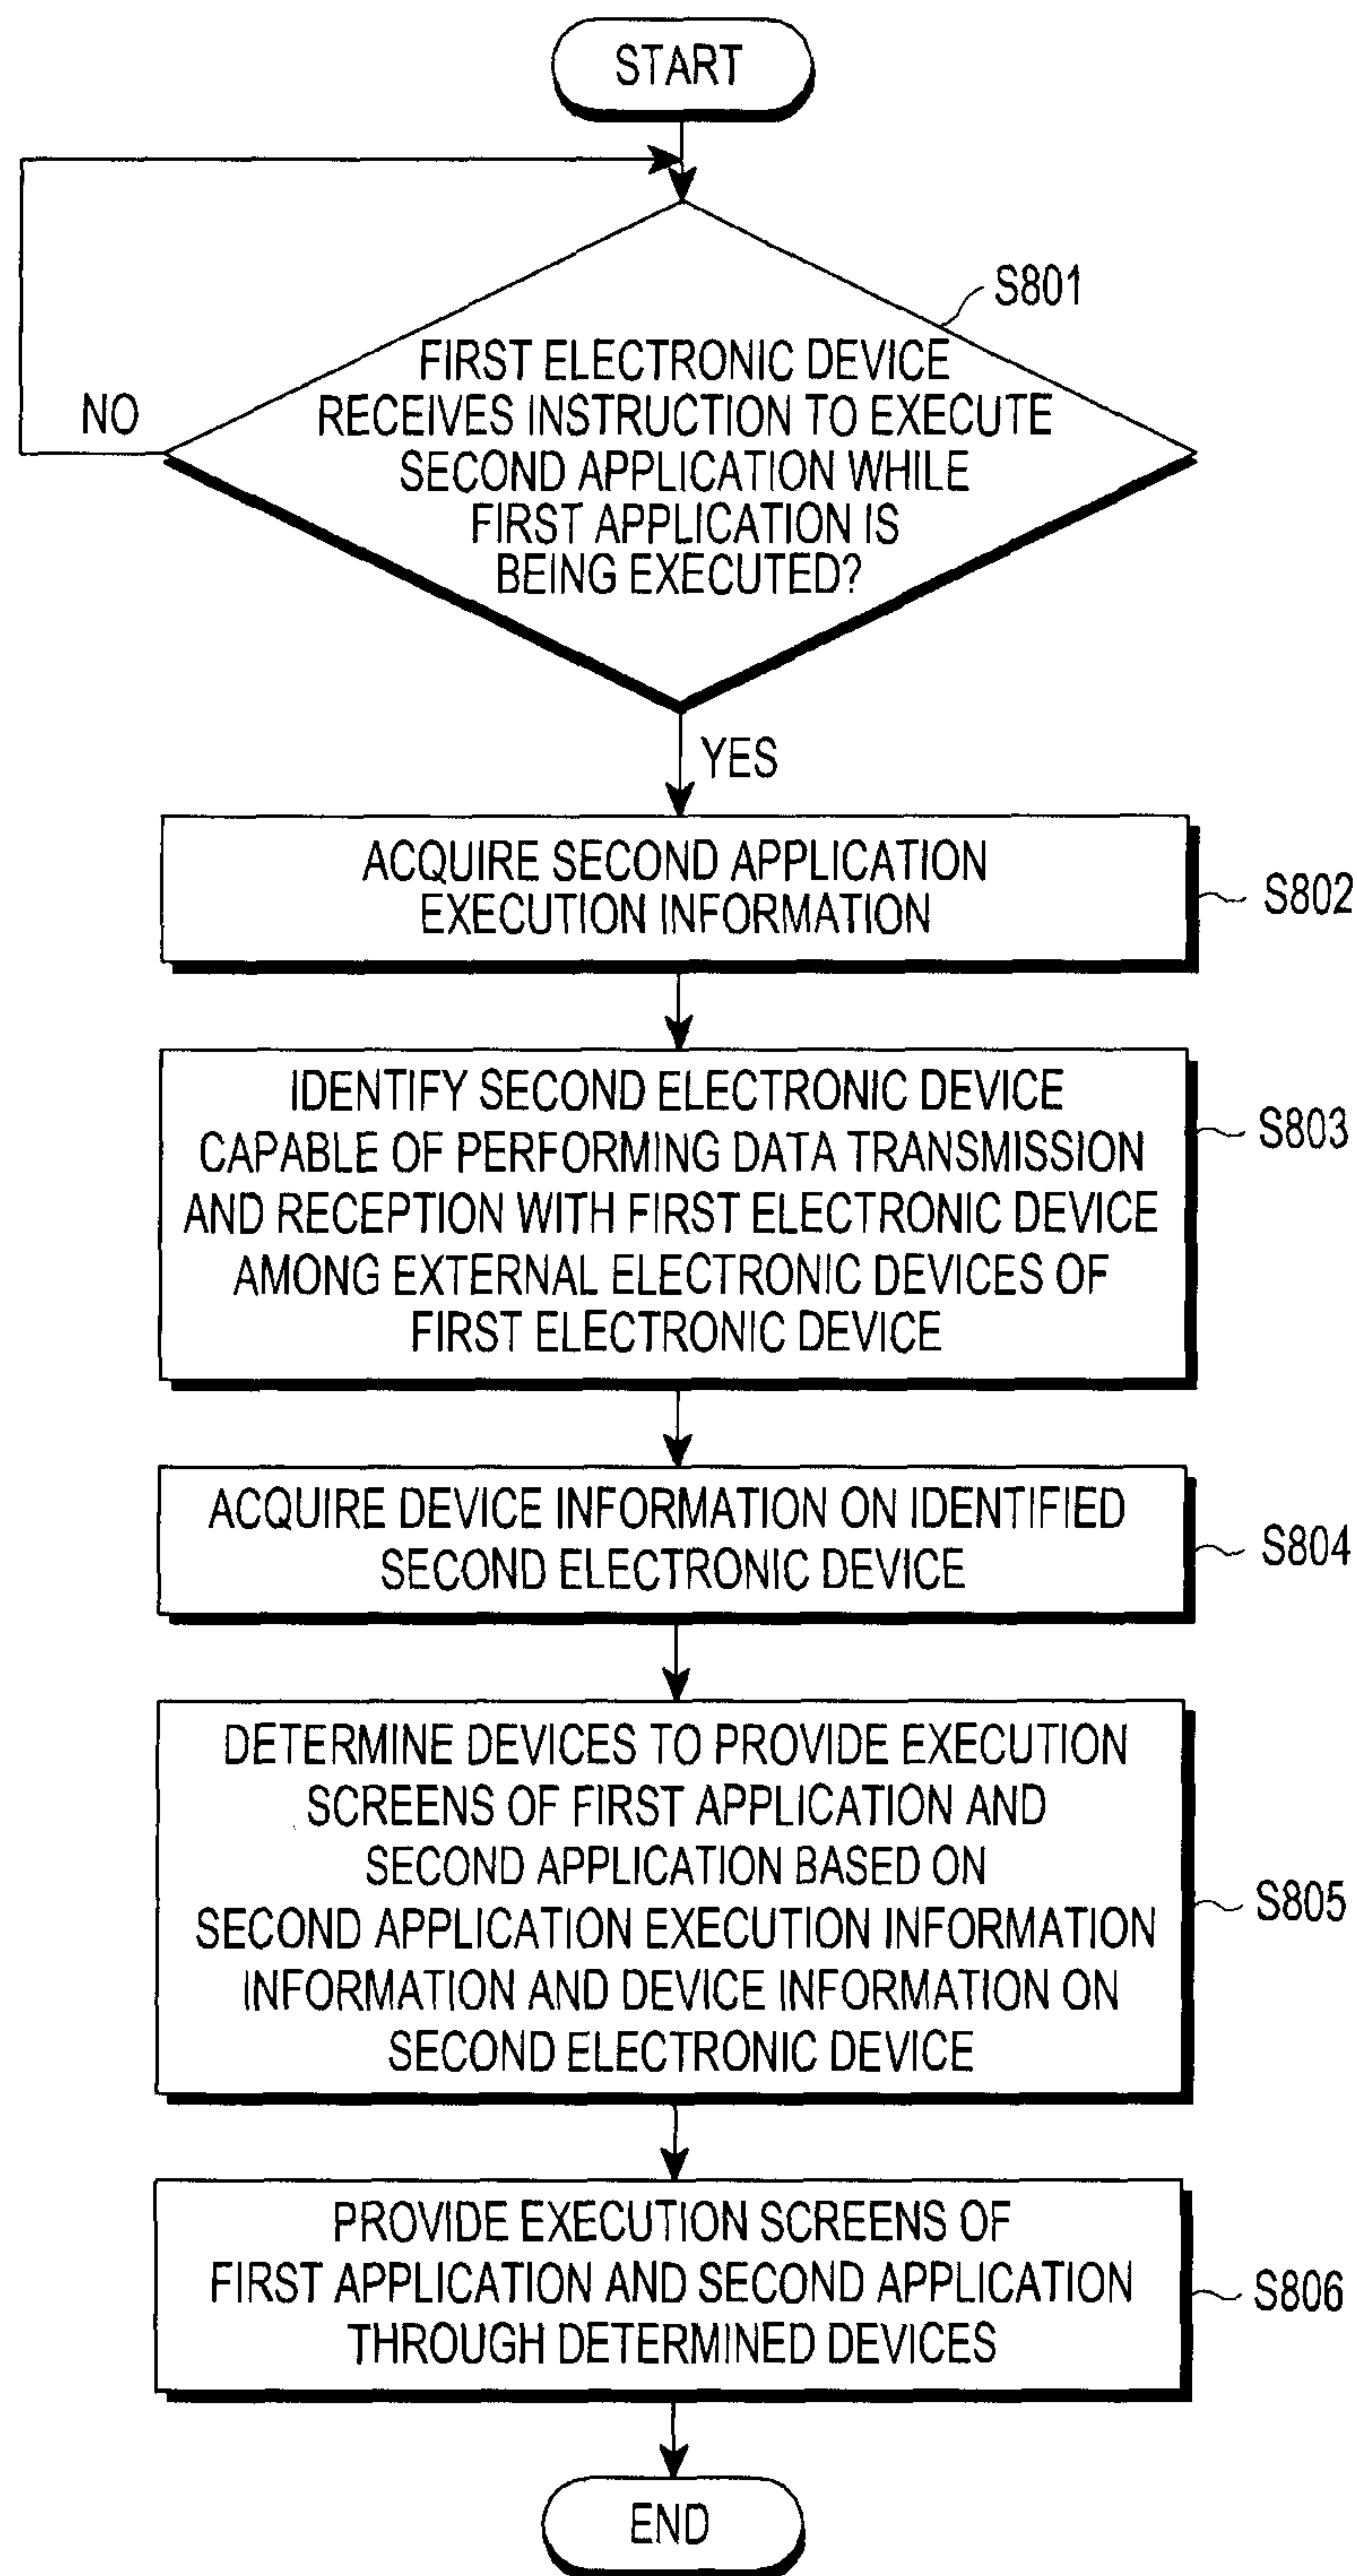 START
S801
FIRST ELECTRONIC DEVICE
RECEIVES INSTRUCTION TO EXECUTE
SECOND APPLICATION WHILE
FIRST APPLICATION IS
BEING EXECUTED?
NO
YES
ACQUIRE SECOND APPLICATION
EXECUTION INFORMATION
S802
IDENTIFY SECOND ELECTRONIC DEVICE
CAPABLE OF PERFORMING DATA TRANSMISSION
AND RECEPTION WITH FIRST ELECTRONIC DEVICE
AMONG EXTERNAL ELECTRONIC DEVICES OF
FIRST ELECTRONIC DEVICE
S803
ACQUIRE DEVICE INFORMATION ON IDENTIFIED
SECOND ELECTRONIC DEVICE
S804
DETERMINE DEVICES TO PROVIDE EXECUTION
SCREENS OF FIRST APPLICATION AND
SECOND APPLICATION BASED ON
SECOND APPLICATION EXECUTION INFORMATION
INFORMATION AND DEVICE INFORMATION ON
SECOND ELECTRONIC DEVICE
S805
PROVIDE EXECUTION SCREENS OF
FIRST APPLICATION AND SECOND APPLICATION
THROUGH DETERMINED DEVICES
S806
END